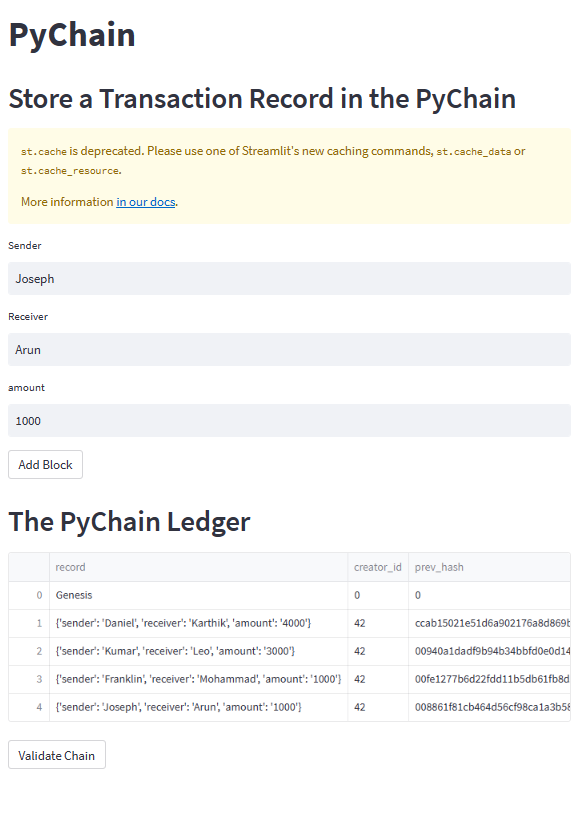 PyChain
Store a Transaction Record in the PyChain
st.cache is deprecated. Please use one of Streamlit's new caching commands, st.cache_data or
st.cache_resource.
More information in our docs.
Sender
Joseph
Receiver
Arun
amount
1000
Add Block
The PyChain Ledger
record creator_id prev_hash
0 Genesis 0 0
1 {'sender': 'Daniel', 'receiver': 'Karthik', 'amount': '4000'} 42 ccab15021e51d6a902176a8d869b
2 {'sender': 'Kumar', 'receiver': 'Leo', 'amount': '3000'} 42 00940a1dadf9b94b34bbfd0e0d14
3 {'sender': 'Franklin', 'receiver': 'Mohammad', 'amount': '1000'} 42 00fe1277b6d22fdd11b5db61fb8d
4 {'sender': 'Joseph', 'receiver': 'Arun', 'amount': '1000'} 42 008861f81cb464d56cf98ca1a3b58
Validate Chain